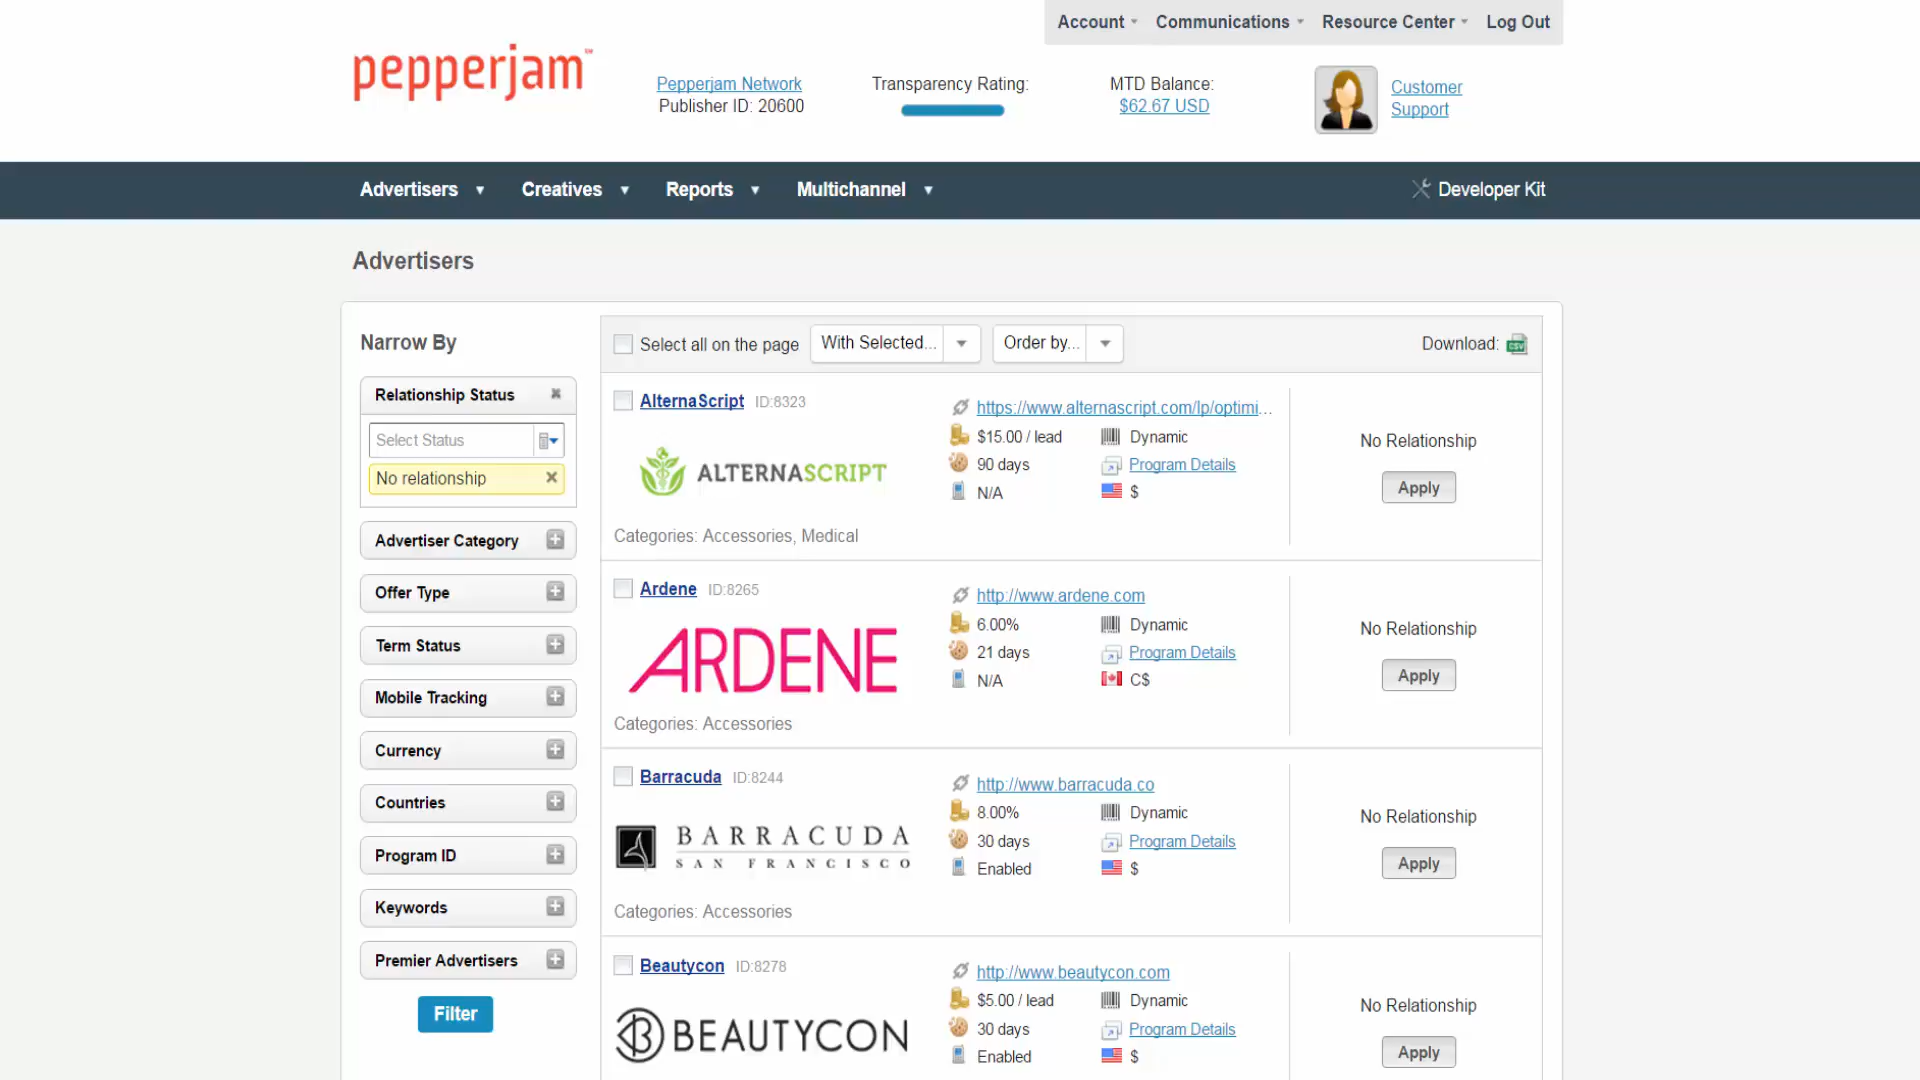 Account Communications Resource Center Log Out
pepperjam™
Pepperjam Network
Publisher ID: 20600
Transparency Rating:
MTD Balance:
$62.67 USD
Customer
Support
Advertisers Creatives Reports Multichannel Developer Kit
Advertisers
Narrow By
Relationship Status
Select Status
No relationship
Advertiser Category
Offer Type
Term Status
Mobile Tracking
Currency
Countries
Program ID
Keywords
Premier Advertisers
Filter
Select all on the page With Selected... Order by... Download: CSV
AlternaScript ID:8323
ALTERNASCRIPT
Categories: Accessories, Medical
https://www.alternascript.com/lp/optimi...
$15.00 / lead Dynamic
90 days Program Details
N/A $
No Relationship
Apply
Ardene ID:8265
ARDENE
Categories: Accessories
http://www.ardene.com
6.00% Dynamic
21 days Program Details
N/A C$
No Relationship
Apply
Barracuda ID:8244
BARRACUDA
SAN FRANCISCO
Categories: Accessories
http://www.barracuda.co
8.00% Dynamic
30 days Program Details
Enabled $
No Relationship
Apply
Beautycon ID:8278
BEAUTYCON
http://www.beautycon.com
$5.00 / lead Dynamic
30 days Program Details
Enabled $
No Relationship
Apply